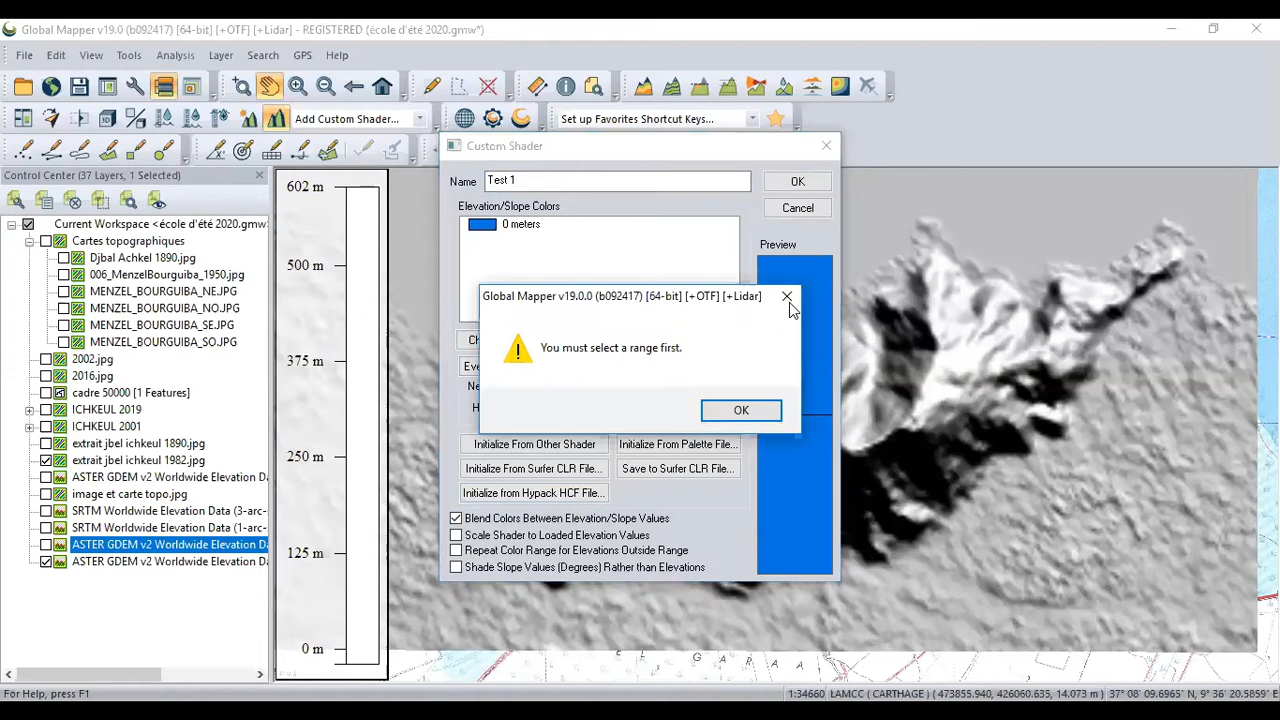 Global Mapper v19.0 (b092417) [64-bit] [+OTF] [+Lidar] - REGISTERED (école d'été 2020.gmw*)
File Edit View Tools Analysis Layer Search GPS Help
Add Custom Shader...
Set up Favorites Shortcut Keys...
Control Center (37 Layers, 1 Selected)
Current Workspace <école d'été 2020.gmw>
Cartes topographiques
Djbal Achkel 1890.jpg
006_MenzelBourguiba_1950.jpg
MENZEL_BOURGUIBA_NE.JPG
MENZEL_BOURGUIBA_NO.JPG
MENZEL_BOURGUIBA_SE.JPG
MENZEL_BOURGUIBA_SO.JPG
2002.jpg
2016.jpg
cadre 50000 [1 Features]
ICHKEUL 2019
ICHKEUL 2001
extrait jbel ichkeul 1890.jpg
extrait jbel ichkeul 1982.jpg
ASTER GDEM v2 Worldwide Elevation Da
image et carte topo.jpg
SRTM Worldwide Elevation Data (3-arc-
SRTM Worldwide Elevation Data (1-arc-
ASTER GDEM v2 Worldwide Elevation Da
ASTER GDEM v2 Worldwide Elevation Da
602 m
500 m
375 m
250 m
125 m
0 m
Custom Shader
Name Test 1
OK
Elevation/Slope Colors
Cancel
0 meters
Preview
Global Mapper v19.0.0 (b092417) [64-bit] [+OTF] [+Lidar]
You must select a range first.
OK
Initialize From Other Shader
Initialize From Palette File...
Initialize From Surfer CLR File...
Save to Surfer CLR File...
Initialize from Hypack HCF File...
Blend Colors Between Elevation/Slope Values
Scale Shader to Loaded Elevation Values
Repeat Color Range for Elevations Outside Range
Shade Slope Values (Degrees) Rather than Elevations
G A R A A
For Help, press F1
1:34660 LAMCC (CARTHAGE) (473855.940, 426060.635, 14.073 m) 37° 08' 09.6965" N, 9° 36' 20.5859"